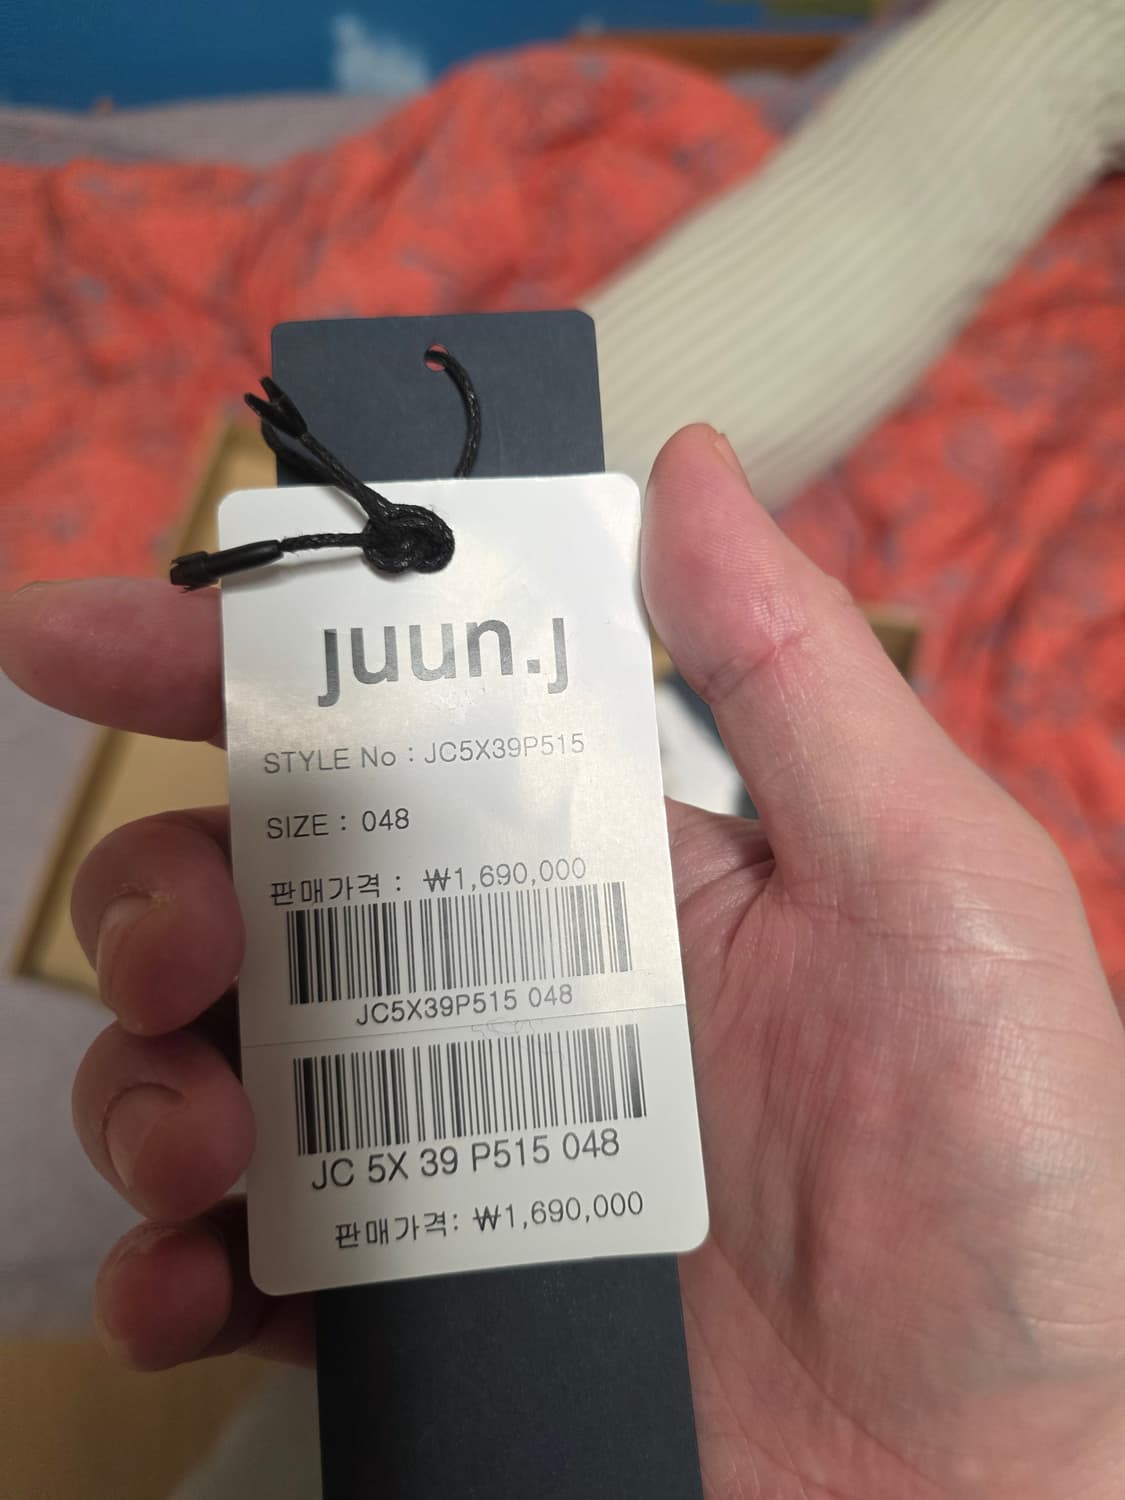 juun.j
STYLE No : JC5X39P515
SIZE : 048
판매가격 : ₩1,690,000
JC5X39P515 048
JC 5X 39 P515 048
판매가격: ₩1,690,000